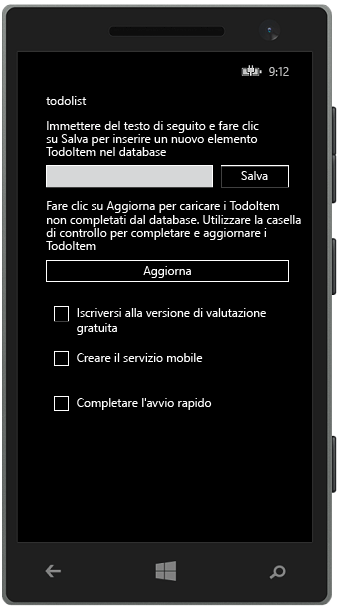 9:12
todolist
Immettere del testo di seguito e fare clic
su Salva per inserire un nuovo elemento
TodoItem nel database
Salva
Fare clic su Aggiorna per caricare i TodoItem
non completati dal database. Utilizzare la casella
di controllo per completare e aggiornare i
TodoItem
Aggiorna
Iscriversi alla versione di valutazione
gratuita
Creare il servizio mobile
Completare l'avvio rapido